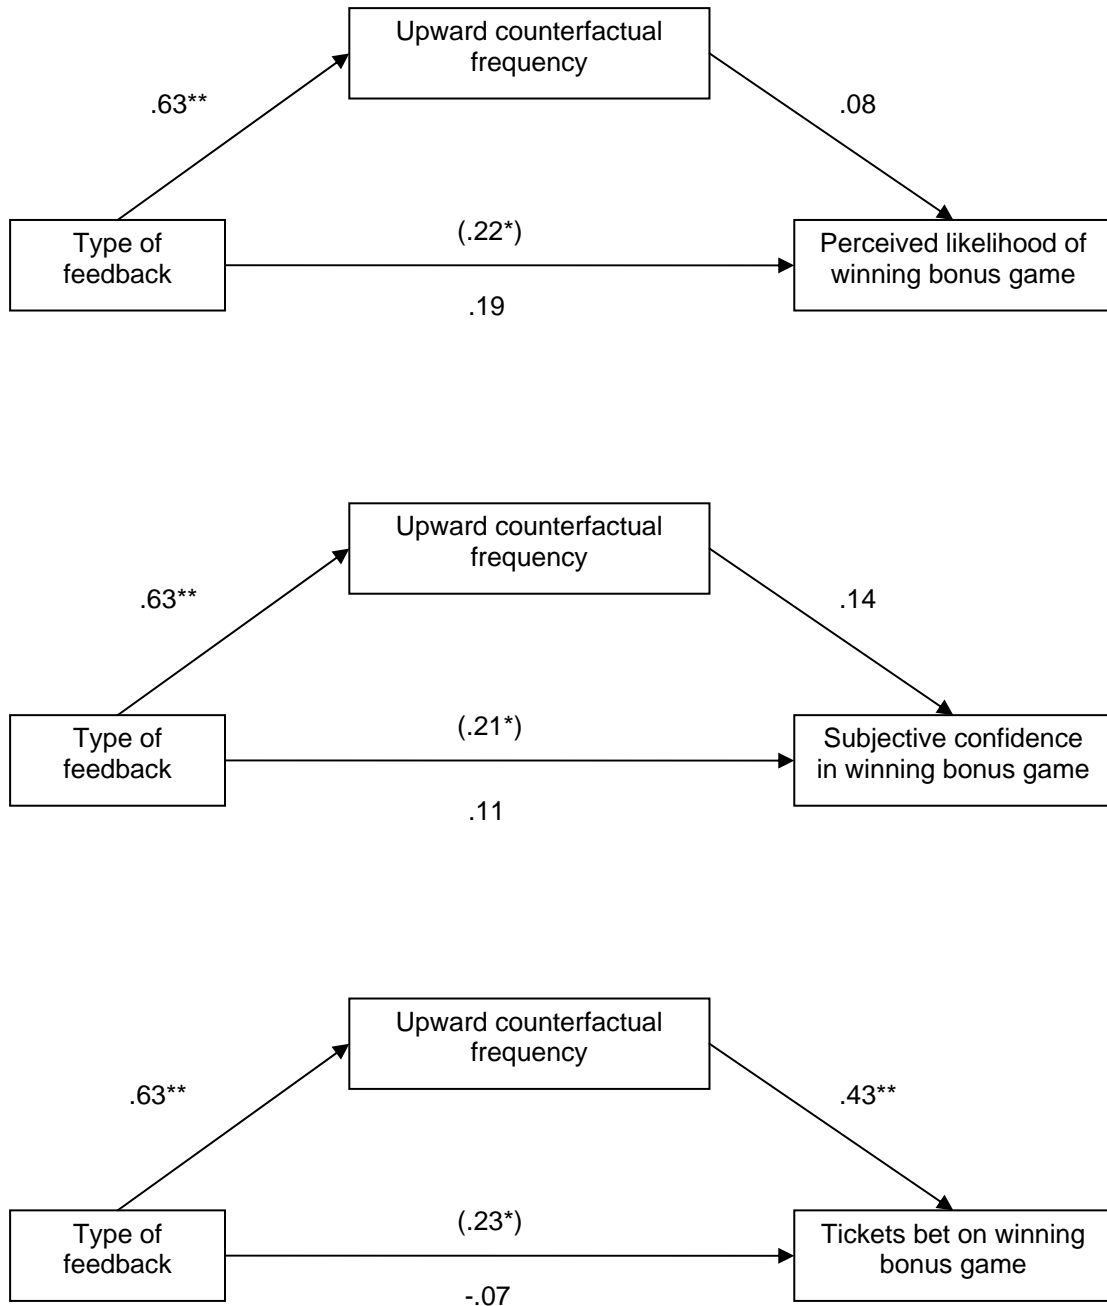 Upward counterfactual
frequency
.63**
.08
Type of
feedback
(.22*)
.19
Perceived likelihood of
winning bonus game
Upward counterfactual
frequency
.63**
.14
Type of
feedback
(.21*)
.11
Subjective confidence
in winning bonus game
Upward counterfactual
frequency
.63**
.43**
Type of
feedback
(.23*)
-.07
Tickets bet on winning
bonus game